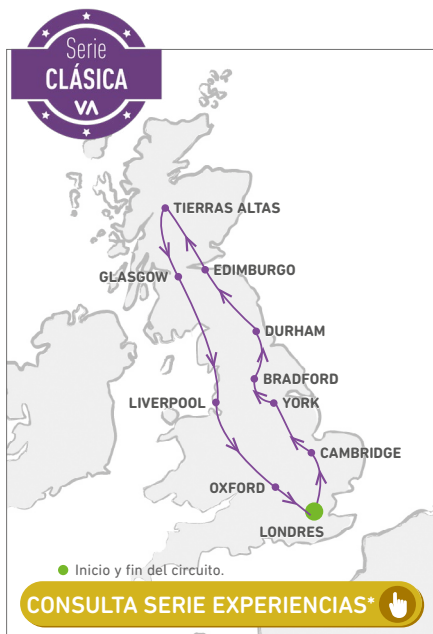 Serie
CLÁSICA
VA
TIERRAS ALTAS
GLASGOW
EDIMBURGO
DURHAM
BRADFORD
LIVERPOOL
YORK
CAMBRIDGE
OXFORD
LONDRES
Inicio y fin del circuito.
CONSULTA SERIE EXPERIENCIAS*